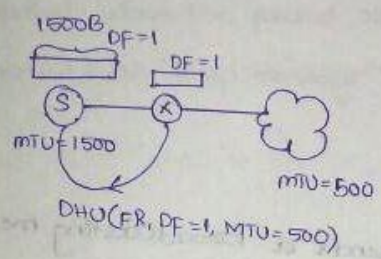 1500B
DF=1
DF=1
S
X
MTU=1500
MTU=500
DHU(FR, DF=1, MTU=500)